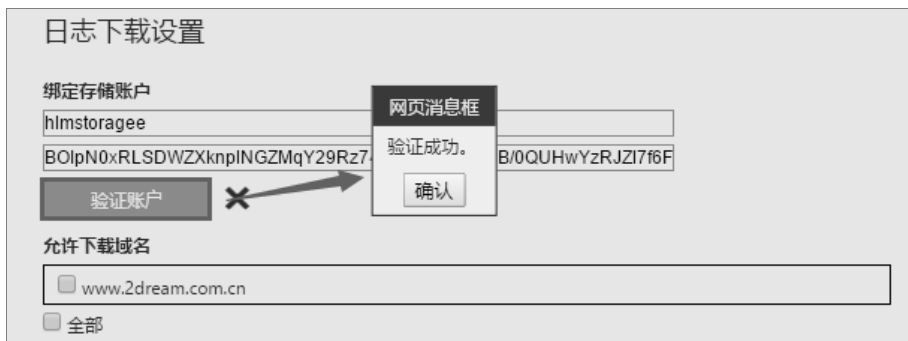 日志下载设置
绑定存储账户
网页消息框
hlmstoragee
验证成功。
BOIpN0xRLSDWZXknpINGZMqY29Rz7
B/0QUHwYzRJZI7f6F
确认
验证账户
允许下载域名
www.2dream.com.cn
全部